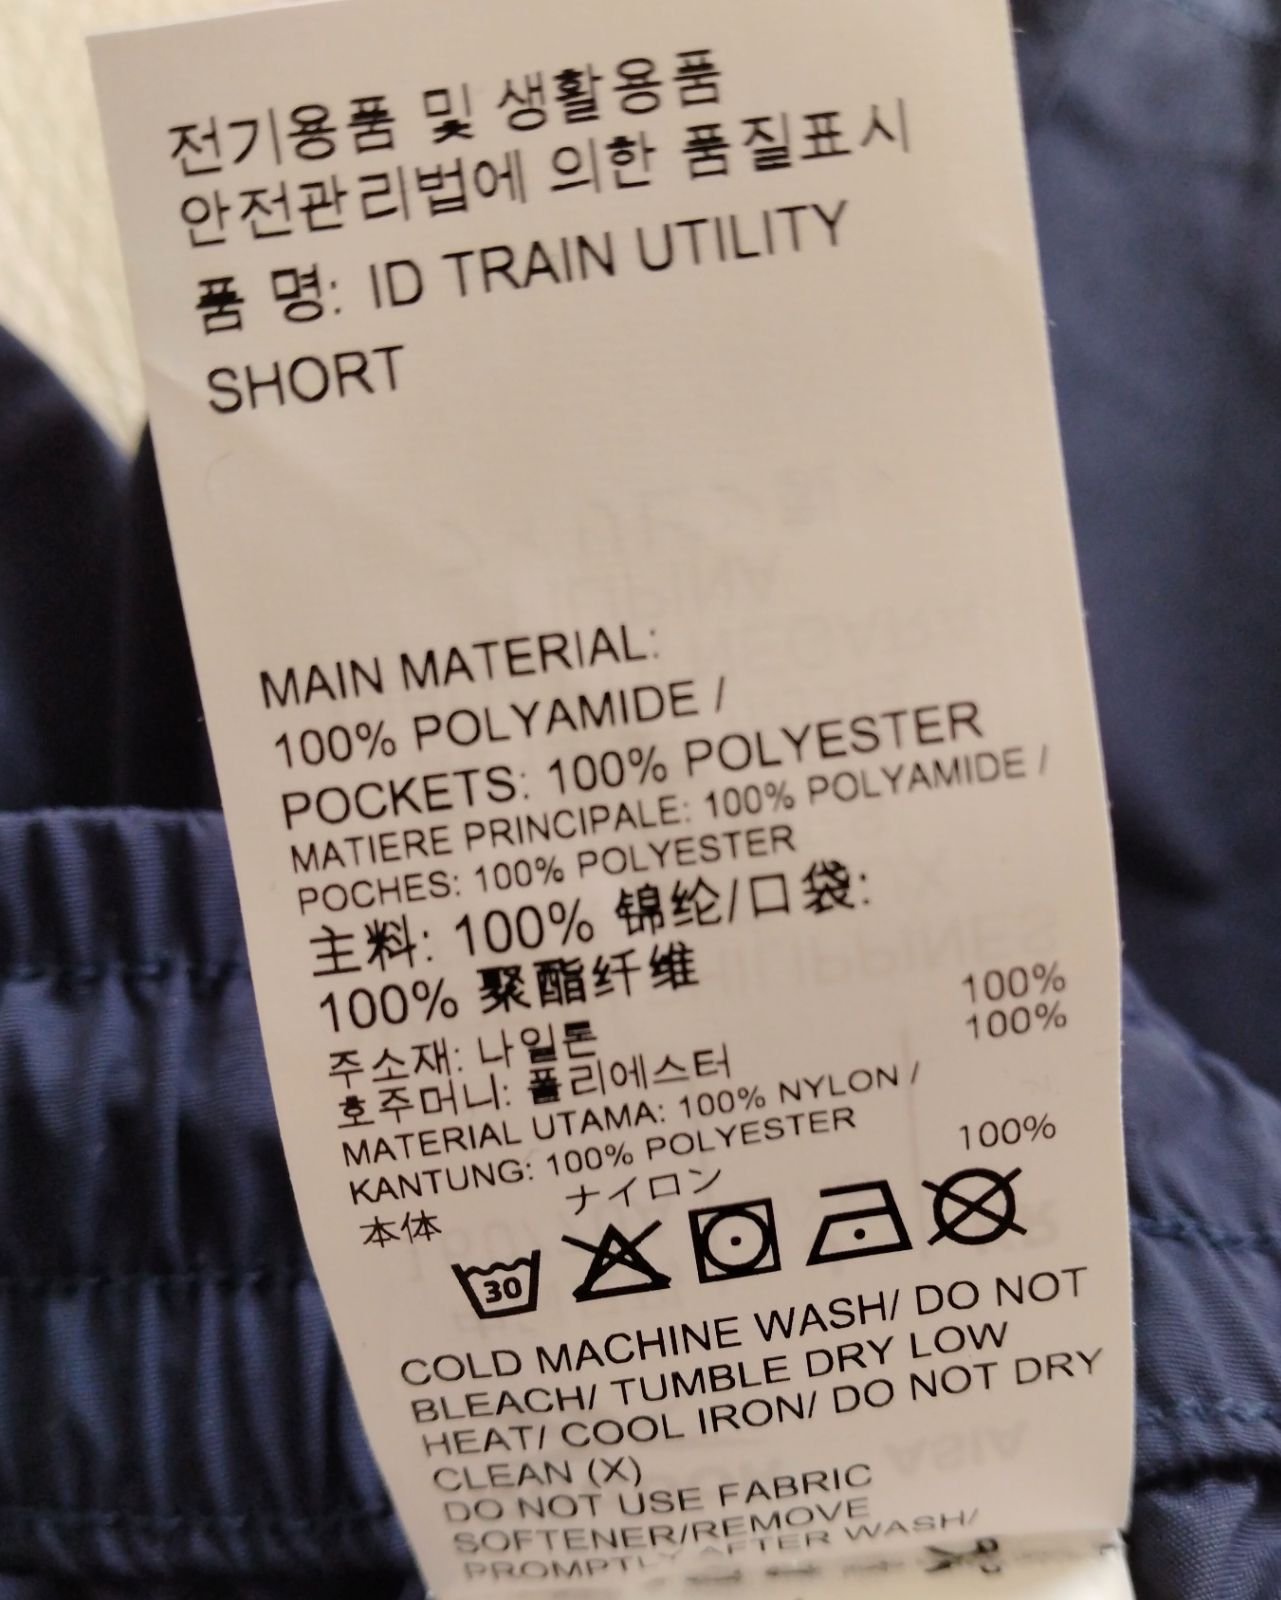 전기용품 및 생활용품
안전관리법에 의한 품질표시
품 명: ID TRAIN UTILITY
SHORT
MAIN MATERIAL:
100% POLYAMIDE /
POCKETS: 100% POLYESTER
MATIERE PRINCIPALE: 100% POLYAMIDE /
POCHES: 100% POLYESTER
主料: 100% 锦纶/口袋:
100% 聚酯纤维
주소재: 나일론 100%
호주머니: 폴리에스터 100%
MATERIAL UTAMA: 100% NYLON /
KANTUNG: 100% POLYESTER
本体 ナイロン 100%
30
COLD MACHINE WASH/ DO NOT
BLEACH/ TUMBLE DRY LOW
HEAT/ COOL IRON/ DO NOT DRY
CLEAN (X)
DO NOT USE FABRIC
SOFTENER/REMOVE
PROMPTLY AFTER WASH/